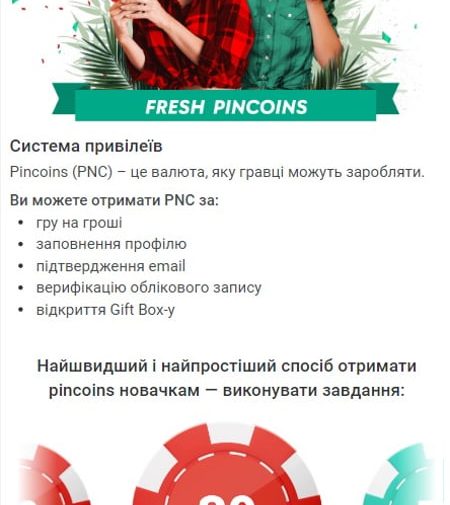 FRESH PINCOINS
Система привілеїв
Pincoins (PNC) – це валюта, яку гравці можуть заробляти.
Ви можете отримати PNC за:
• гру на гроші
• заповнення профілю
• підтвердження email
• верифікацію облікового запису
• відкриття Gift Box-у
Найшвидший і найпростіший спосіб отримати
pincoins новачкам — виконувати завдання: